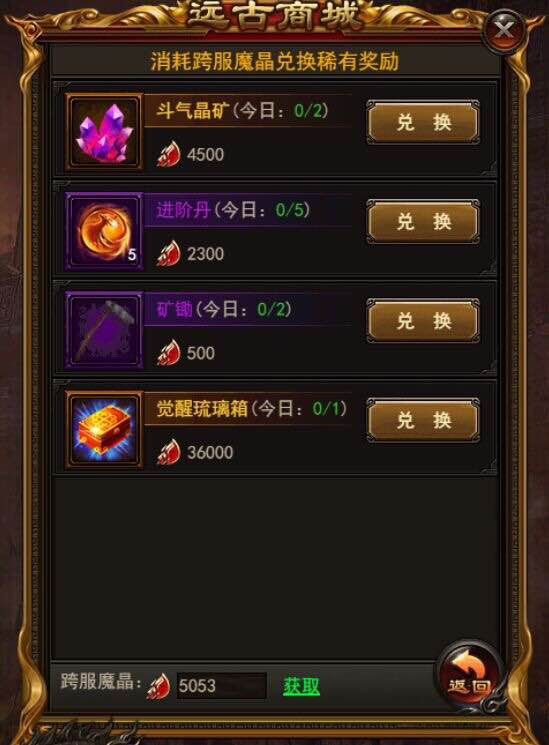 远古商城
消耗跨服魔晶兑换稀有奖励
斗气晶矿(今日：0/2)
4500
兑 换
进阶丹(今日：0/5)
5
2300
兑 换
矿锄(今日：0/2)
500
兑 换
觉醒琉璃箱(今日：0/1)
36000
兑 换
跨服魔晶：5053 获取
返回